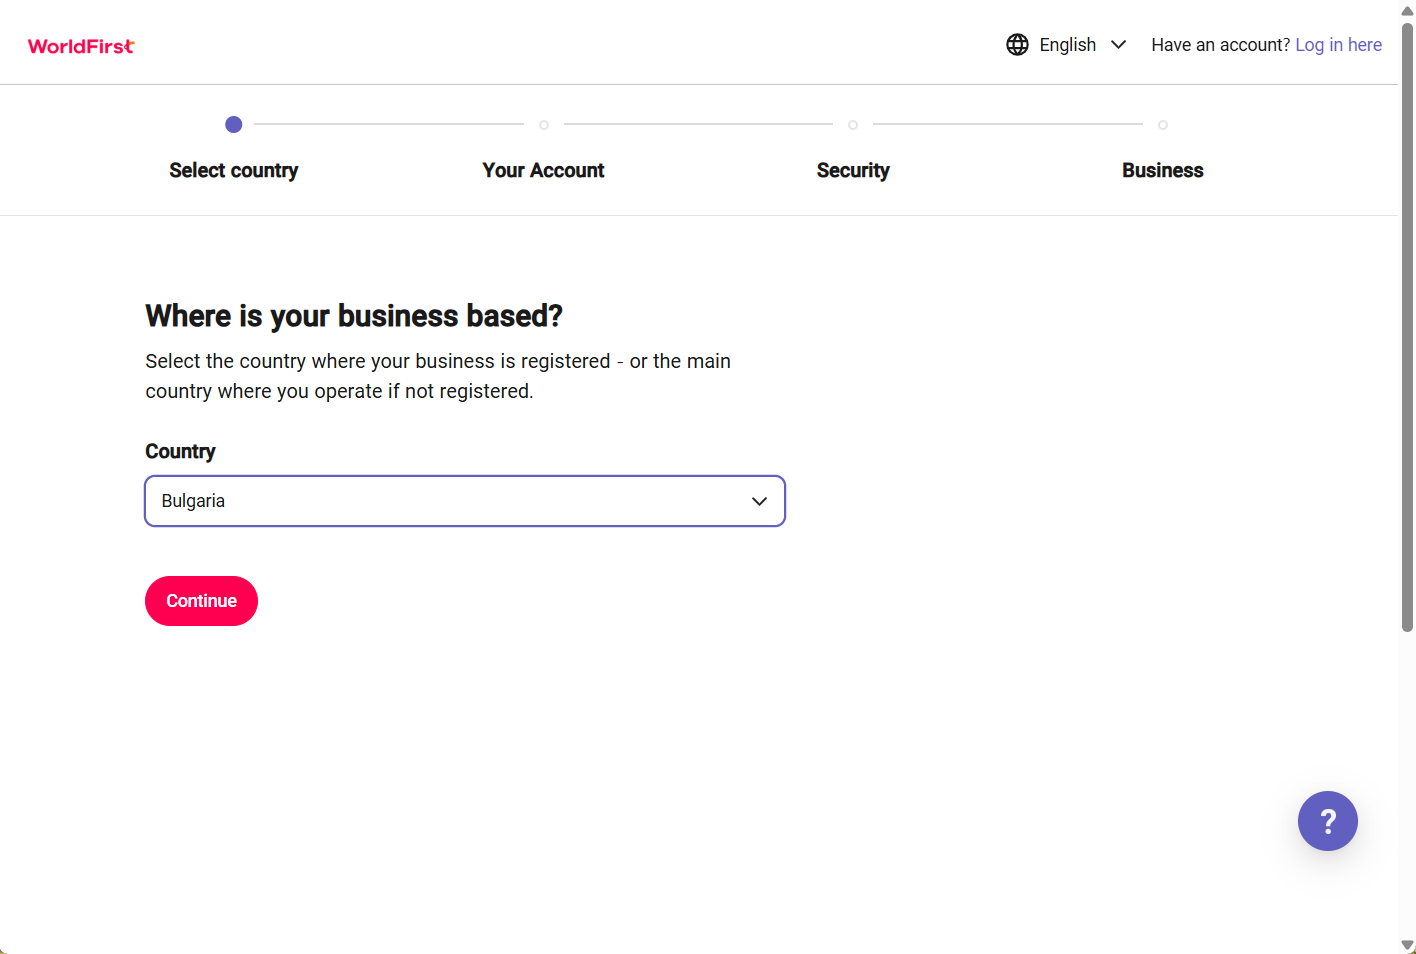 WorldFirst
English
Have an account? Log in here
Select country
Your Account
Security
Business
Where is your business based?
Select the country where your business is registered - or the main
country where you operate if not registered.
Country
Bulgaria
Continue
?